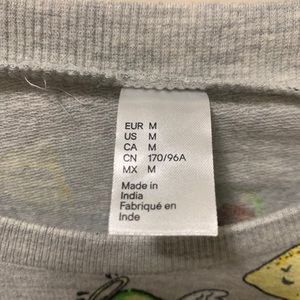 EUR M
US M
CA M
CN 170/96A
MX M
Made in
India
Fabriqué en
Inde